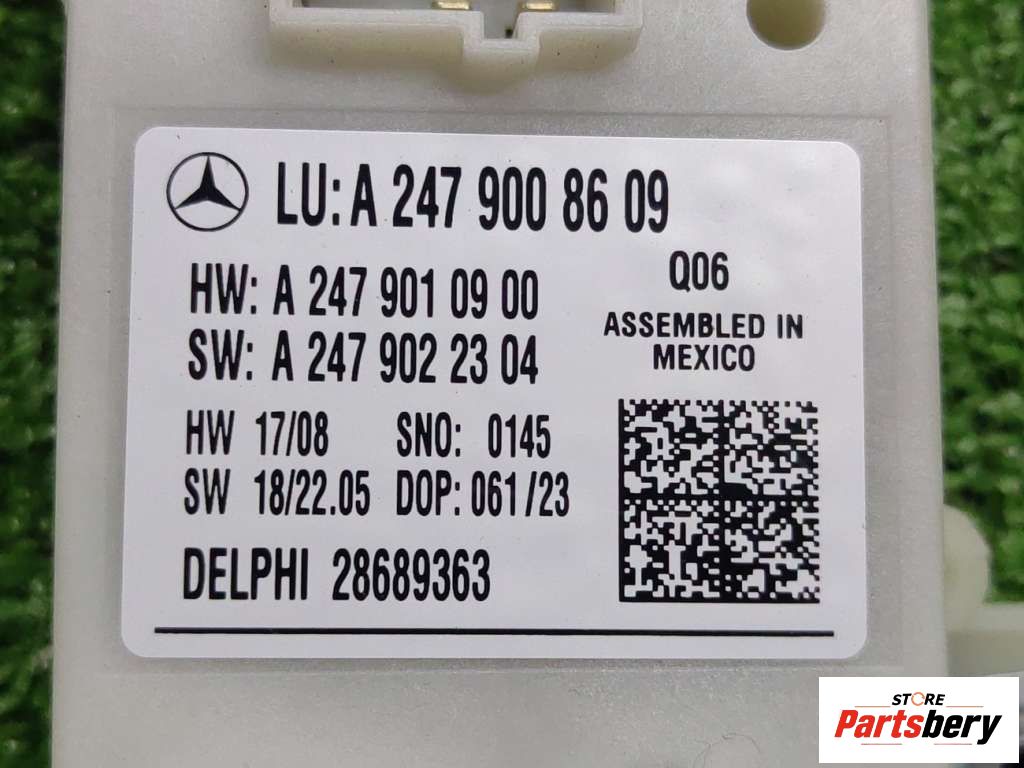 LU: A 247 900 86 09
HW: A 247 901 09 00
SW: A 247 902 23 04
Q06
ASSEMBLED IN
MEXICO
HW 17/08 SNO: 0145
SW 18/22.05 DOP: 061/23
DELPHI 28689363
STORE
Partsbery